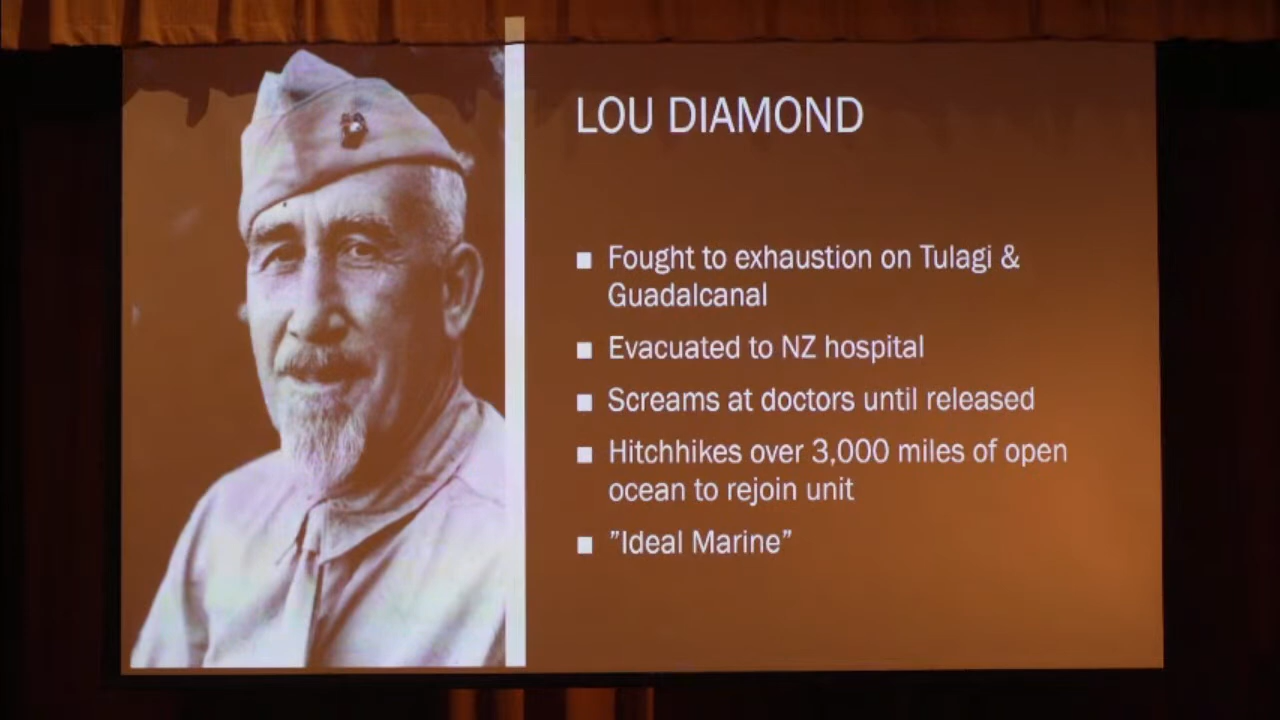 LOU DIAMOND
■ Fought to exhaustion on Tulagi &
Guadalcanal
■ Evacuated to NZ hospital
■ Screams at doctors until released
■ Hitchhikes over 3,000 miles of open
ocean to rejoin unit
■ ”Ideal Marine”